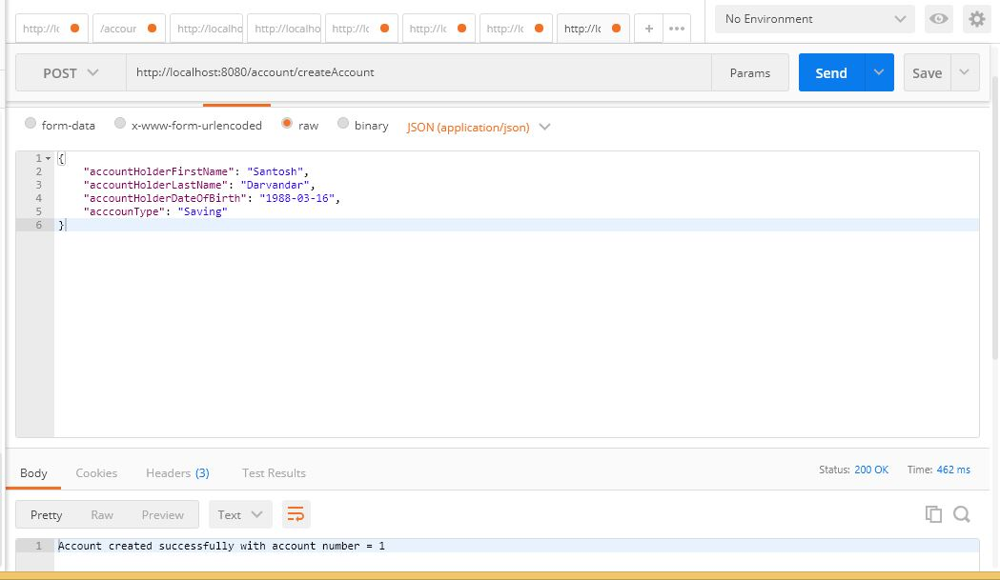 http://lc /accour http://localho http://localho http://lc http://lc http://lc http://lc + ••• No Environment
POST http://localhost:8080/account/createAccount Params Send Save
form-data x-www-form-urlencoded raw binary JSON (application/json)
1 {
2 "accountHolderFirstName": "Santosh",
3 "accountHolderLastName": "Darvandar",
4 "accountHolderDateOfBirth": "1988-03-16",
5 "acccounType": "Saving"
6 }
Body Cookies Headers (3) Test Results Status: 200 OK Time: 462 ms
Pretty Raw Preview Text
1 Account created successfully with account number = 1